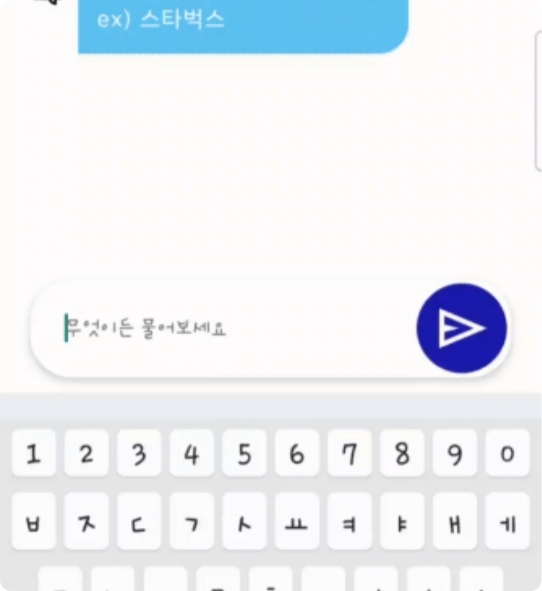 ex) 스타벅스
무엇이든 물어보세요
1 2 3 4 5 6 7 8 9 0
ㅂ ㅈ ㄷ ㄱ ㅅ ㅛ ㅕ ㅑ ㅐ ㅔ